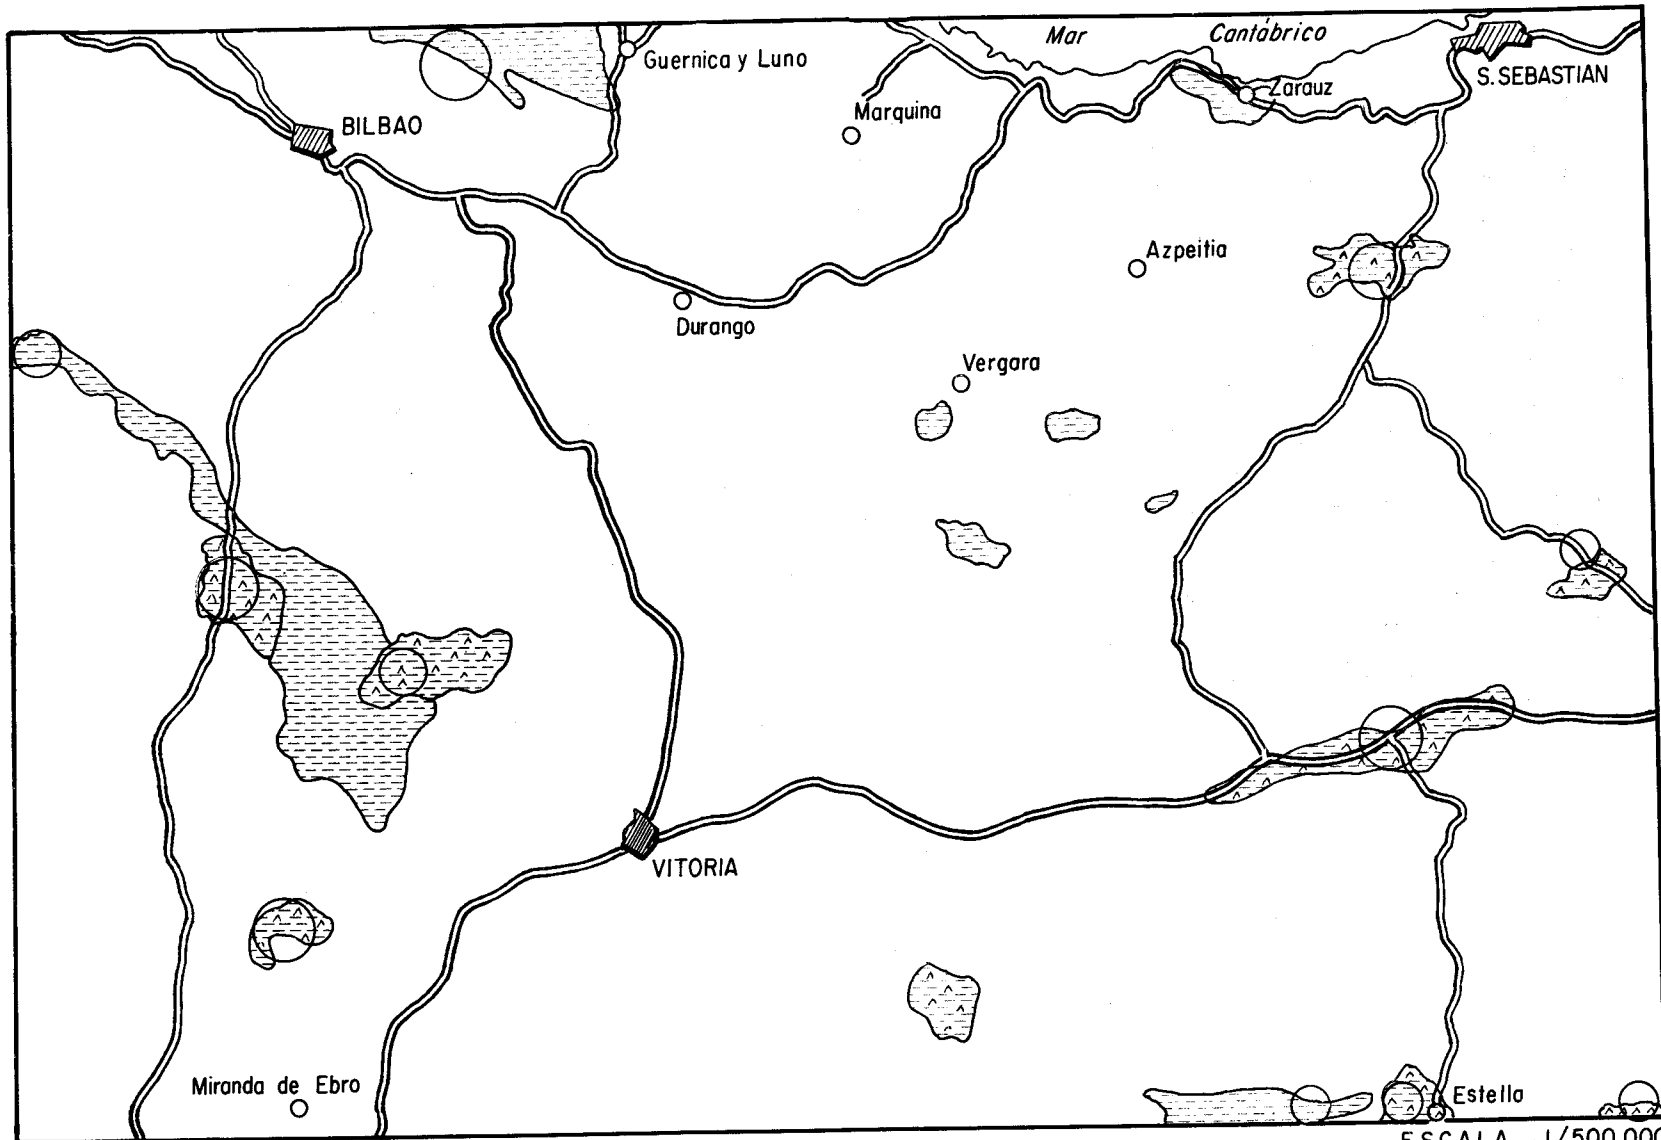 Mar Cantábrico
Guernica y Luno
S. SEBASTIAN
Zarauz
Marquina
BILBAO
Azpeitia
Durango
Vergara
VITORIA
Miranda de Ebro
Estella
ESCALA 1/500.000